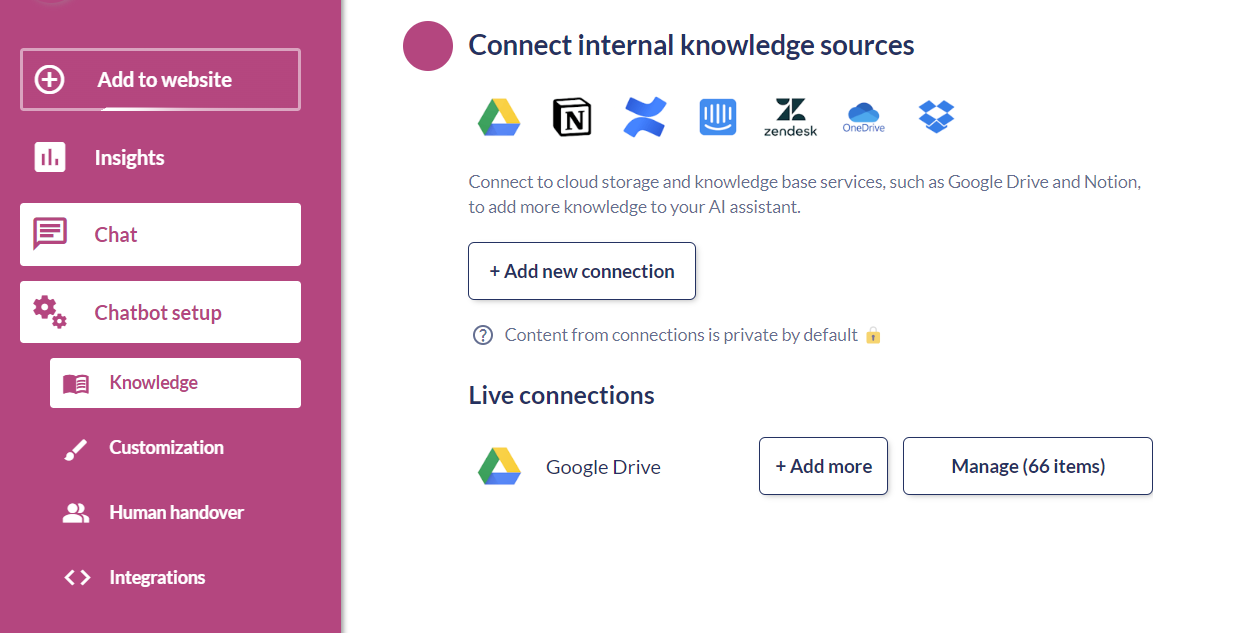 Add to website
Insights
Chat
Chatbot setup
Knowledge
Customization
Human handover
Integrations
Connect internal knowledge sources
N
zendesk
OneDrive
Connect to cloud storage and knowledge base services, such as Google Drive and Notion,
to add more knowledge to your AI assistant.
+ Add new connection
? Content from connections is private by default
Live connections
Google Drive
+ Add more
Manage (66 items)